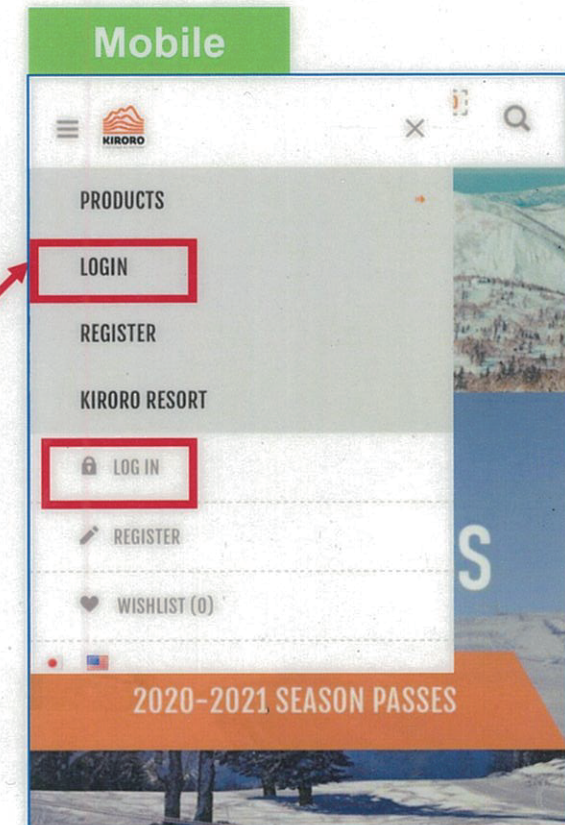 Mobile
KIRORO
PRODUCTS
LOGIN
REGISTER
KIRORO RESORT
LOG IN
REGISTER
WISHLIST (0)
S
2020-2021 SEASON PASSES